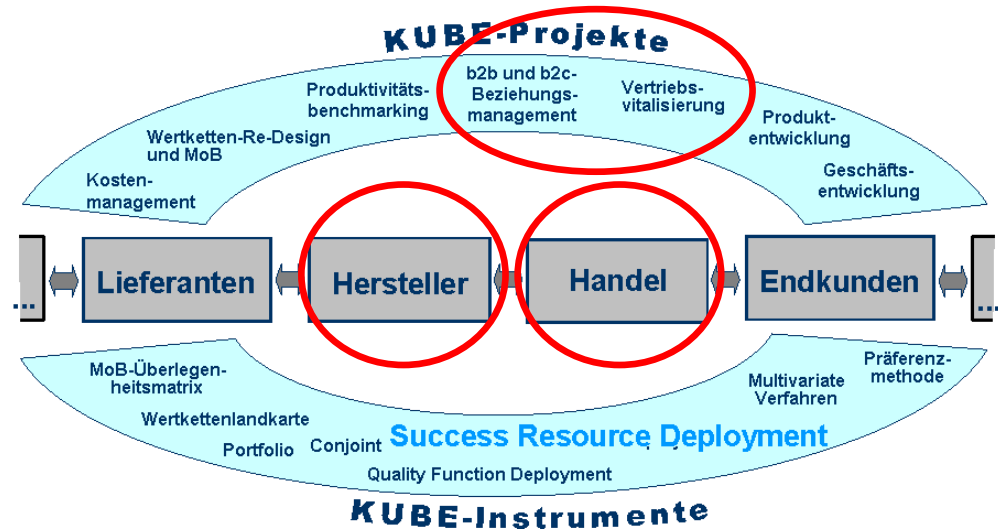 KUBE-Projekte
Produktivitäts-
benchmarking
b2b und b2c-
Beziehungs-
management
Vertriebs-
vitalisierung
Wertketten-Re-Design
und MoB
Produkt-
entwicklung
Kosten-
management
Geschäfts-
entwicklung
...
Lieferanten
Hersteller
Handel
Endkunden
...
MoB-Überlegen-
heitsmatrix
Präferenz-
methode
Multivariate
Verfahren
Wertkettenlandkarte
Portfolio
Conjoint
Success Resource Deployment
Quality Function Deployment
KUBE-Instrumente